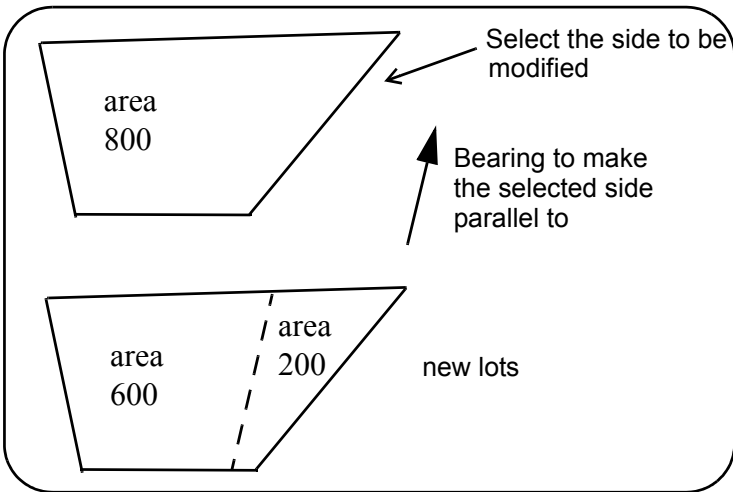 Select the side to be
modified
area
800
Bearing to make
the selected side
parallel to
area
200
area
600
new lots